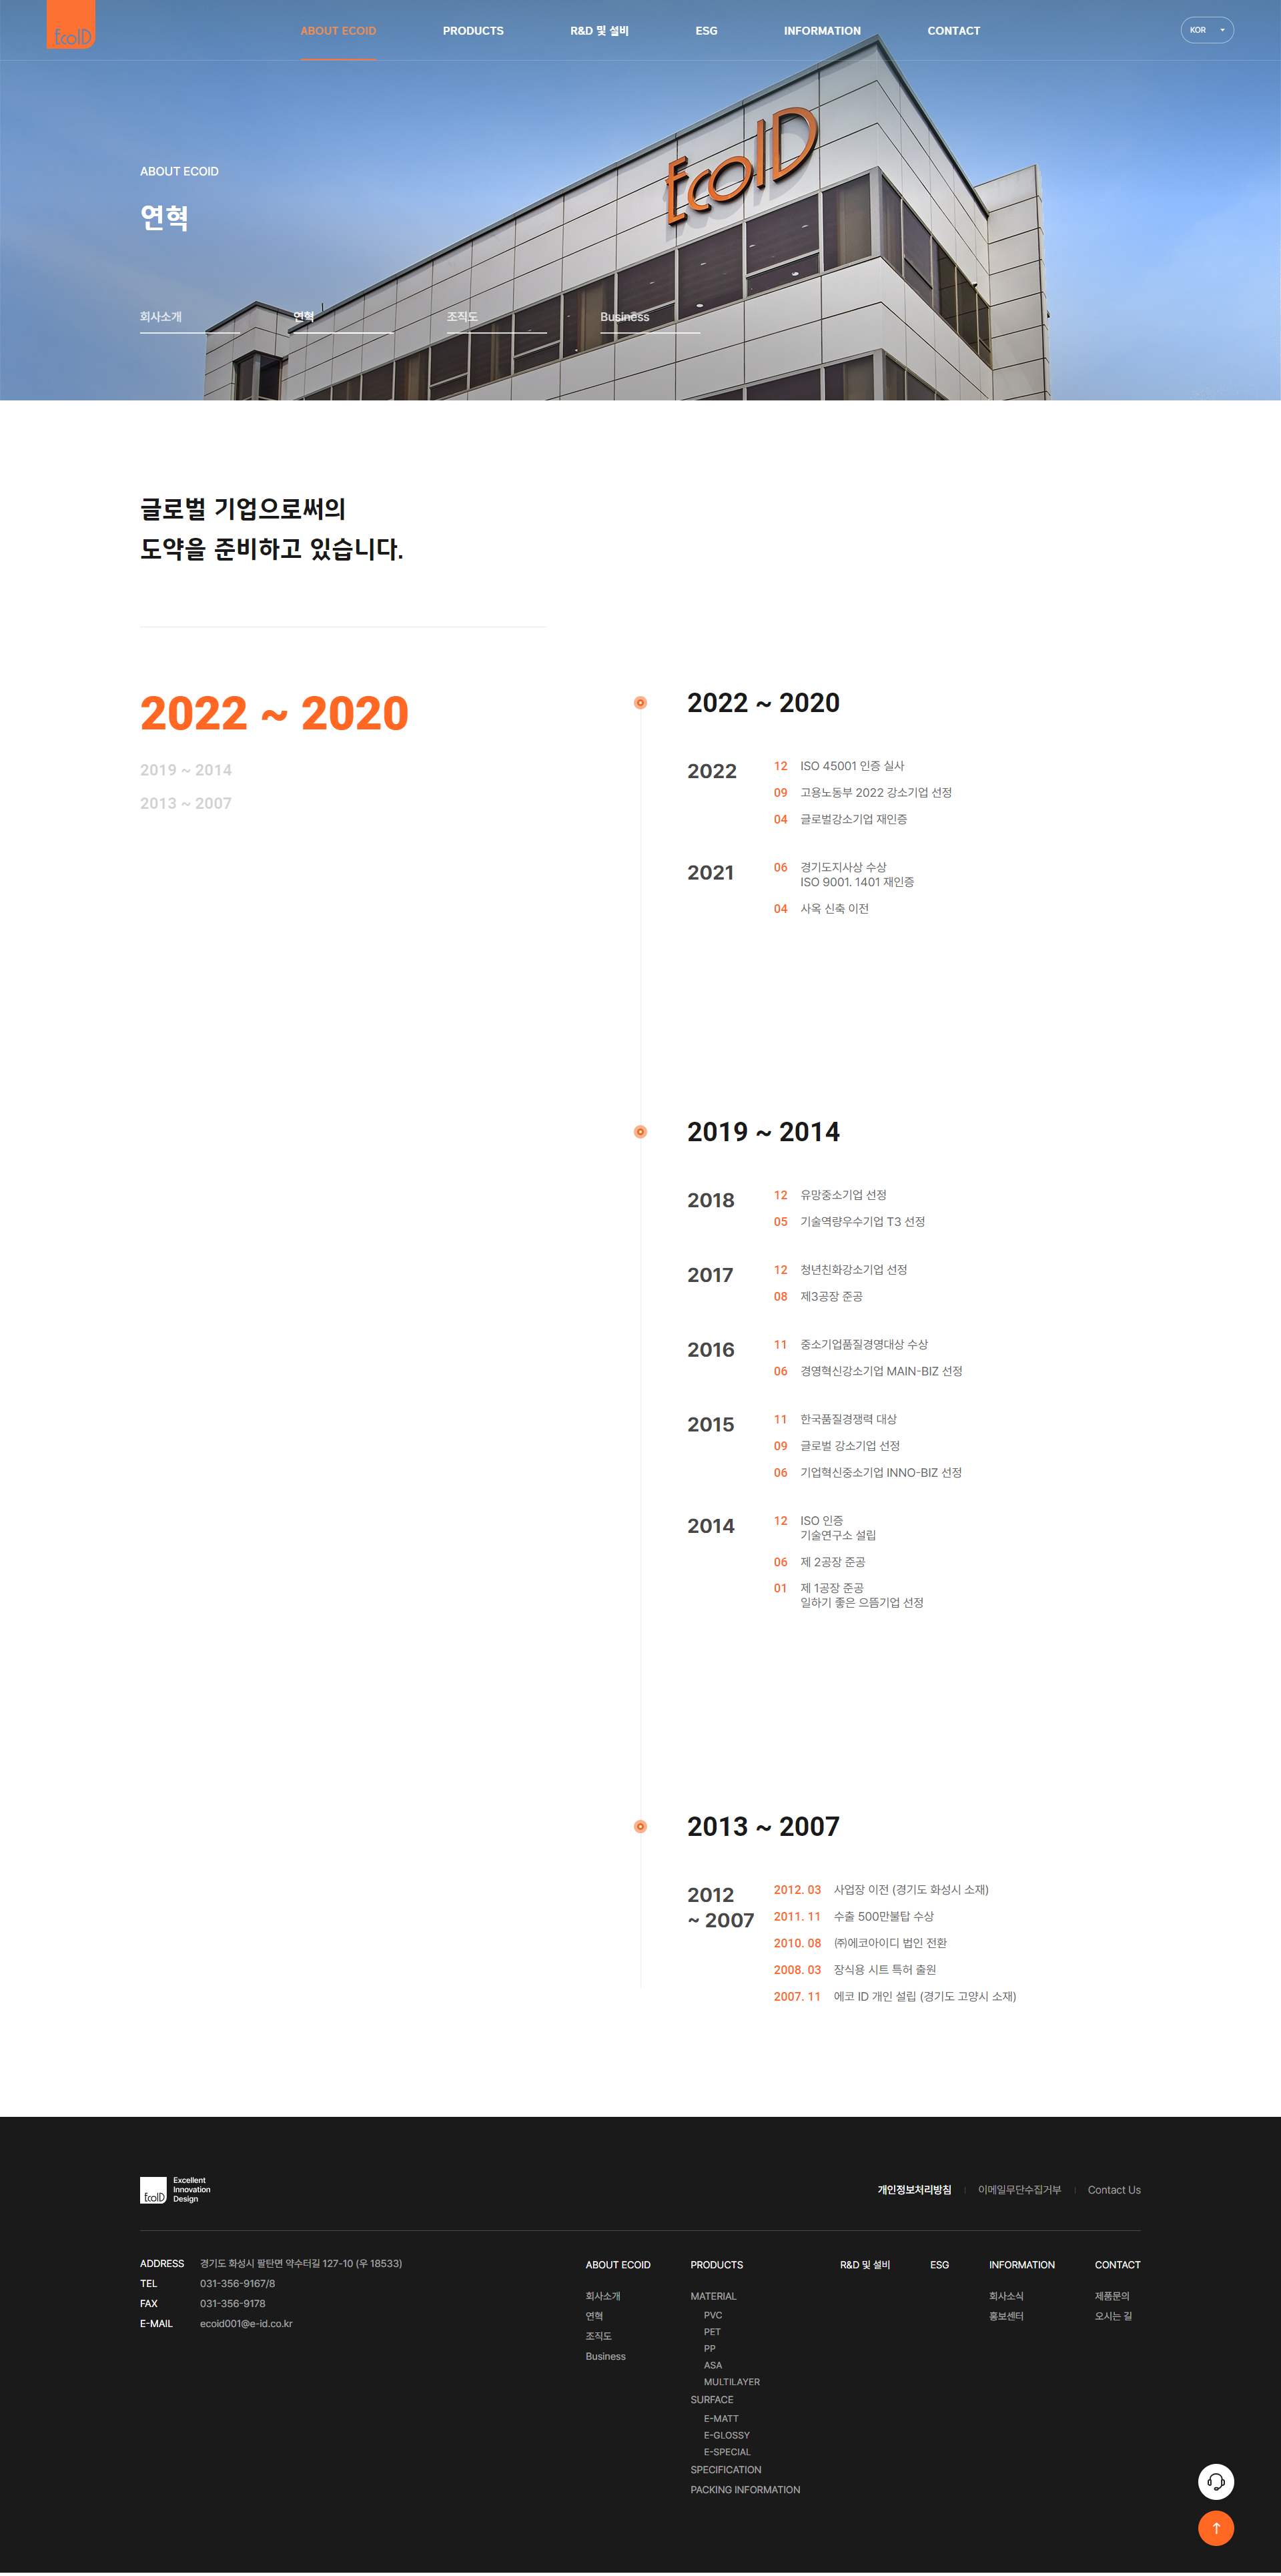 EcoID
ABOUT ECOID
PRODUCTS
R&D 및 설비
ESG
INFORMATION
CONTACT
KOR
EcoID
ABOUT ECOID
연혁
회사소개
연혁
조직도
Business
글로벌 기업으로써의
도약을 준비하고 있습니다.
2022 ~ 2020
2019 ~ 2014
2013 ~ 2007
2022 ~ 2020
2022
12 ISO 45001 인증 실사
09 고용노동부 2022 강소기업 선정
04 글로벌강소기업 재인증
2021
06 경기도지사상 수상
ISO 9001. 1401 재인증
04 사옥 신축 이전
2019 ~ 2014
2018
12 유망중소기업 선정
05 기술역량우수기업 T3 선정
2017
12 청년친화강소기업 선정
08 제3공장 준공
2016
11 중소기업품질경영대상 수상
06 경영혁신강소기업 MAIN-BIZ 선정
2015
11 한국품질경쟁력 대상
09 글로벌 강소기업 선정
06 기업혁신중소기업 INNO-BIZ 선정
2014
12 ISO 인증
기술연구소 설립
06 제 2공장 준공
01 제 1공장 준공
일하기 좋은 으뜸기업 선정
2013 ~ 2007
2012
~ 2007
2012. 03 사업장 이전 (경기도 화성시 소재)
2011. 11 수출 500만불탑 수상
2010. 08 ㈜에코아이디 법인 전환
2008. 03 장식용 시트 특허 출원
2007. 11 에코 ID 개인 설립 (경기도 고양시 소재)
EcoID
Excellent
Innovation
Design
개인정보처리방침
이메일무단수집거부
Contact Us
ADDRESS 경기도 화성시 팔탄면 약수터길 127-10 (우 18533)
TEL 031-356-9167/8
FAX 031-356-9178
E-MAIL ecoid001@e-id.co.kr
ABOUT ECOID
회사소개
연혁
조직도
Business
PRODUCTS
MATERIAL
PVC
PET
PP
ASA
MULTILAYER
SURFACE
E-MATT
E-GLOSSY
E-SPECIAL
SPECIFICATION
PACKING INFORMATION
R&D 및 설비
ESG
INFORMATION
회사소식
홍보센터
CONTACT
제품문의
오시는 길